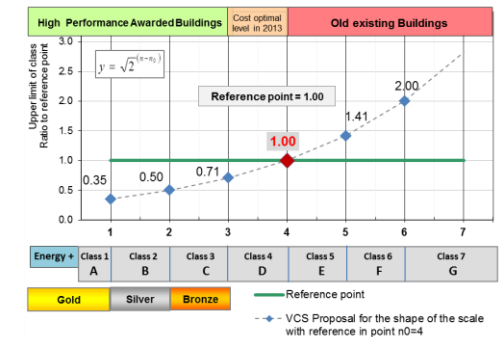 High Performance Awarded Buildings
Cost optimal
level in 2013
Old existing Buildings
Upper limit of class
Ratio to reference point
3.0
2.5
2.0
1.5
1.0
0.5
0.0
y = √2^(n−n₀)
Reference point = 1.00
0.35
0.50
0.71
1.00
1.41
2.00
1 2 3 4 5 6 7
Energy + Class 1 Class 2 Class 3 Class 4 Class 5 Class 6 Class 7
A B C D E F G
Gold Silver Bronze
Reference point
VCS Proposal for the shape of the scale
with reference in point n0=4